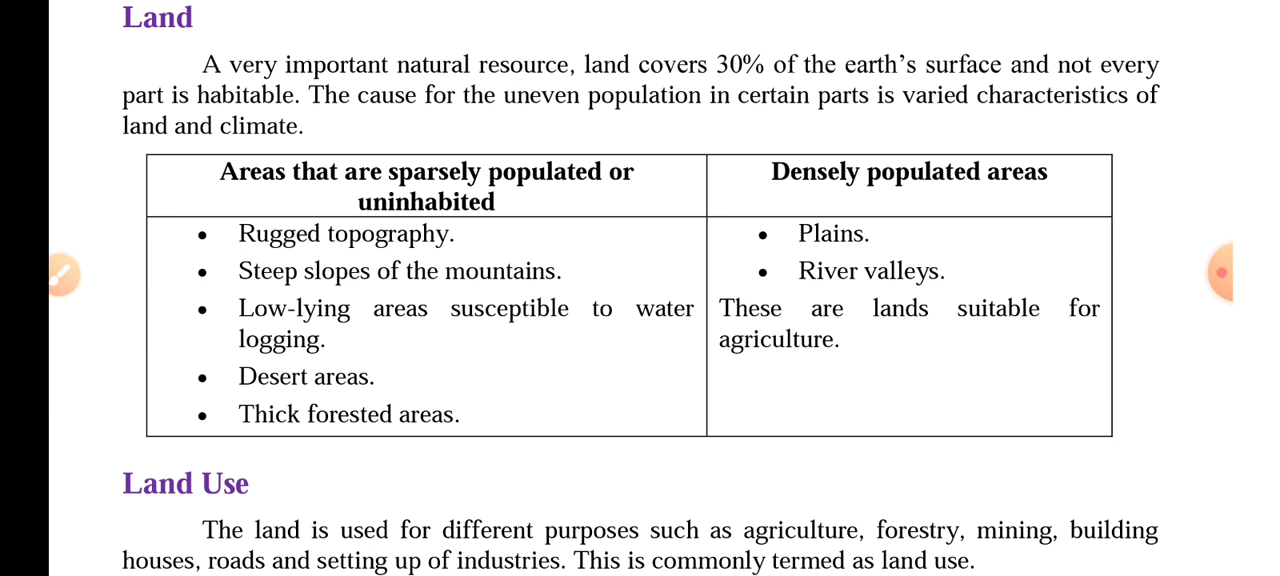 Land
A very important natural resource, land covers 30% of the earth’s surface and not every
part is habitable. The cause for the uneven population in certain parts is varied characteristics of
land and climate.
Areas that are sparsely populated or
uninhabited
Densely populated areas
• Rugged topography.
• Steep slopes of the mountains.
• Low-lying areas susceptible to water
logging.
• Desert areas.
• Thick forested areas.
• Plains.
• River valleys.
These are lands suitable for
agriculture.
Land Use
The land is used for different purposes such as agriculture, forestry, mining, building
houses, roads and setting up of industries. This is commonly termed as land use.